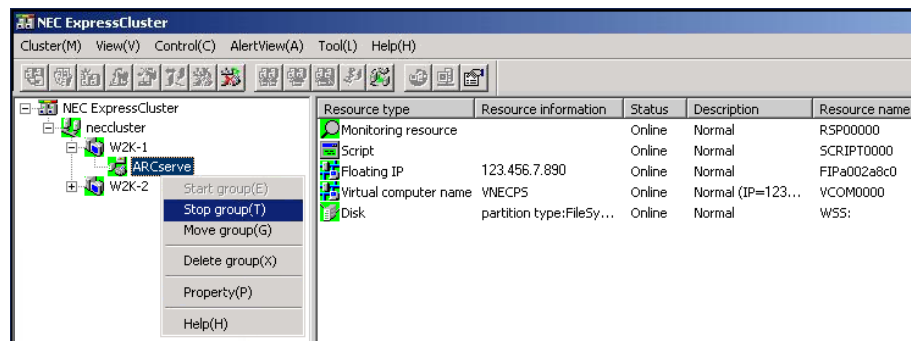 NEC ExpressCluster
Cluster(M) View(V) Control(C) AlertView(A) Tool(L) Help(H)
NEC ExpressCluster
neccluster
W2K-1
ARCserve
W2K-2
Start group(E)
Stop group(T)
Move group(G)
Delete group(X)
Property(P)
Help(H)
Resource type Resource information Status Description Resource name
Monitoring resource Online Normal RSP00000
Script Online Normal SCRIPT0000
Floating IP 123.456.7.890 Online Normal FIPa002a8c0
Virtual computer name VNECPS Online Normal (IP=123... VCOM0000
Disk partition type:FileSy... Online Normal WSS: